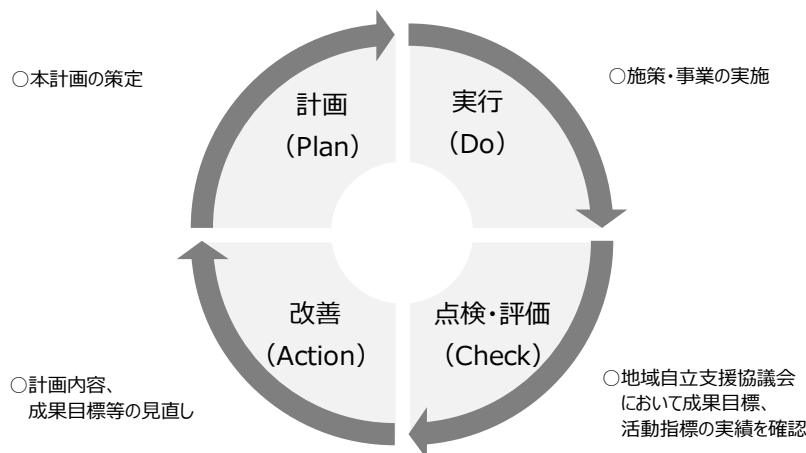 ○本計画の策定
計画
（Plan）
実行
（Do）
○施策・事業の実施
改善
（Action）
点検・評価
（Check）
○計画内容、
成果目標等の見直し
○地域自立支援協議会
において成果目標、
活動指標の実績を確認